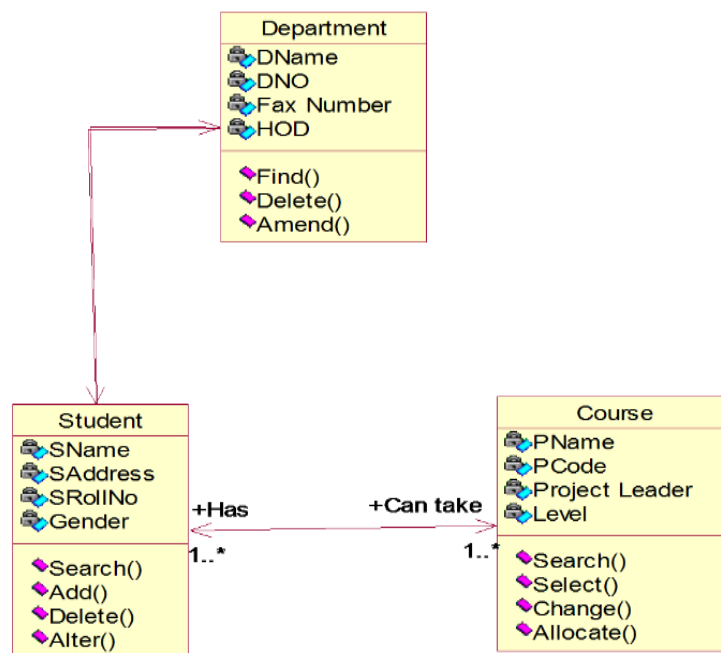 Department
DName
DNO
Fax Number
HOD
Find()
Delete()
Amend()
Student
SName
SAddress
SRollNo
Gender
Search()
Add()
Delete()
Alter()
+Has
1..*
+Can take
1..*
Course
PName
PCode
Project Leader
Level
Search()
Select()
Change()
Allocate()